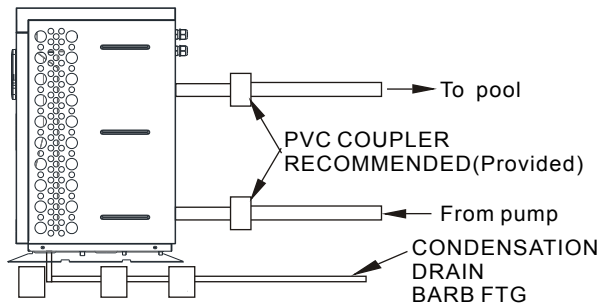 To pool
PVC COUPLER
RECOMMENDED(Provided)
From pump
CONDENSATION
DRAIN
BARB FTG